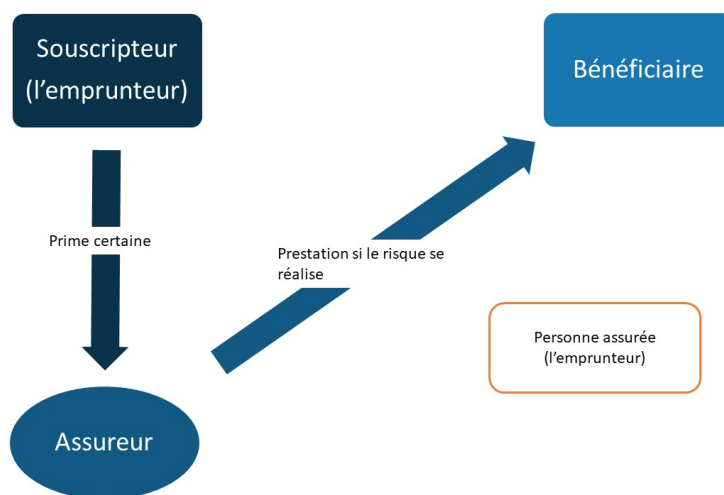 Souscripteur
(l’emprunteur)
Bénéficiaire
Prime certaine
Prestation si le risque se
réalise
Personne assurée
(l’emprunteur)
Assureur